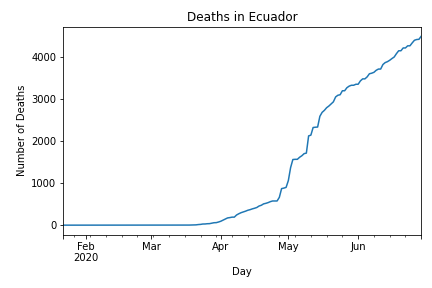 Deaths in Ecuador
Number of Deaths
4000
3000
2000
1000
0
Feb
2020
Mar
Apr
May
Jun
Day